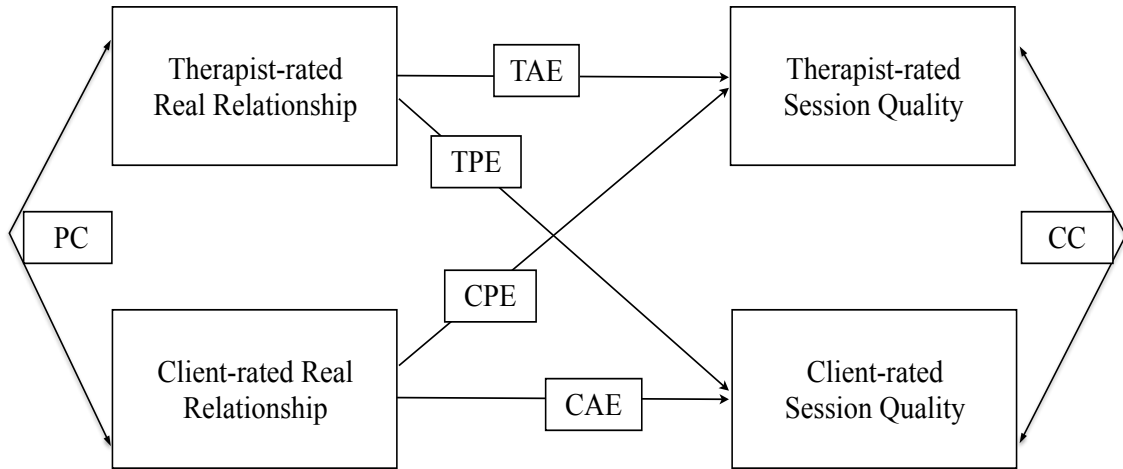 Therapist-rated
Real Relationship
TAE
Therapist-rated
Session Quality
TPE
PC
CC
CPE
Client-rated Real
Relationship
CAE
Client-rated
Session Quality